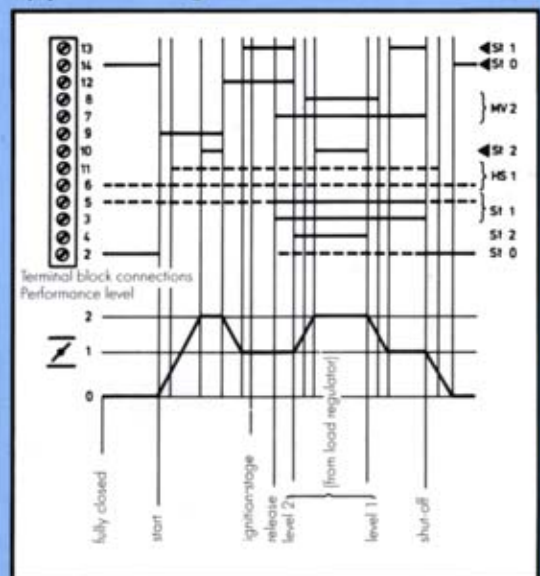 13 ◄St 1
14 ◄St 0
12
8
MV 2
7
9
10 ◄St 2
11
HS 1
6
5
St 1
3
4 St 2
2 St 0
Terminal block connections
Performance level
2
1
0
fully closed
start
ignition-stage
release
level 2
(from load regulator)
level 1
shut-off